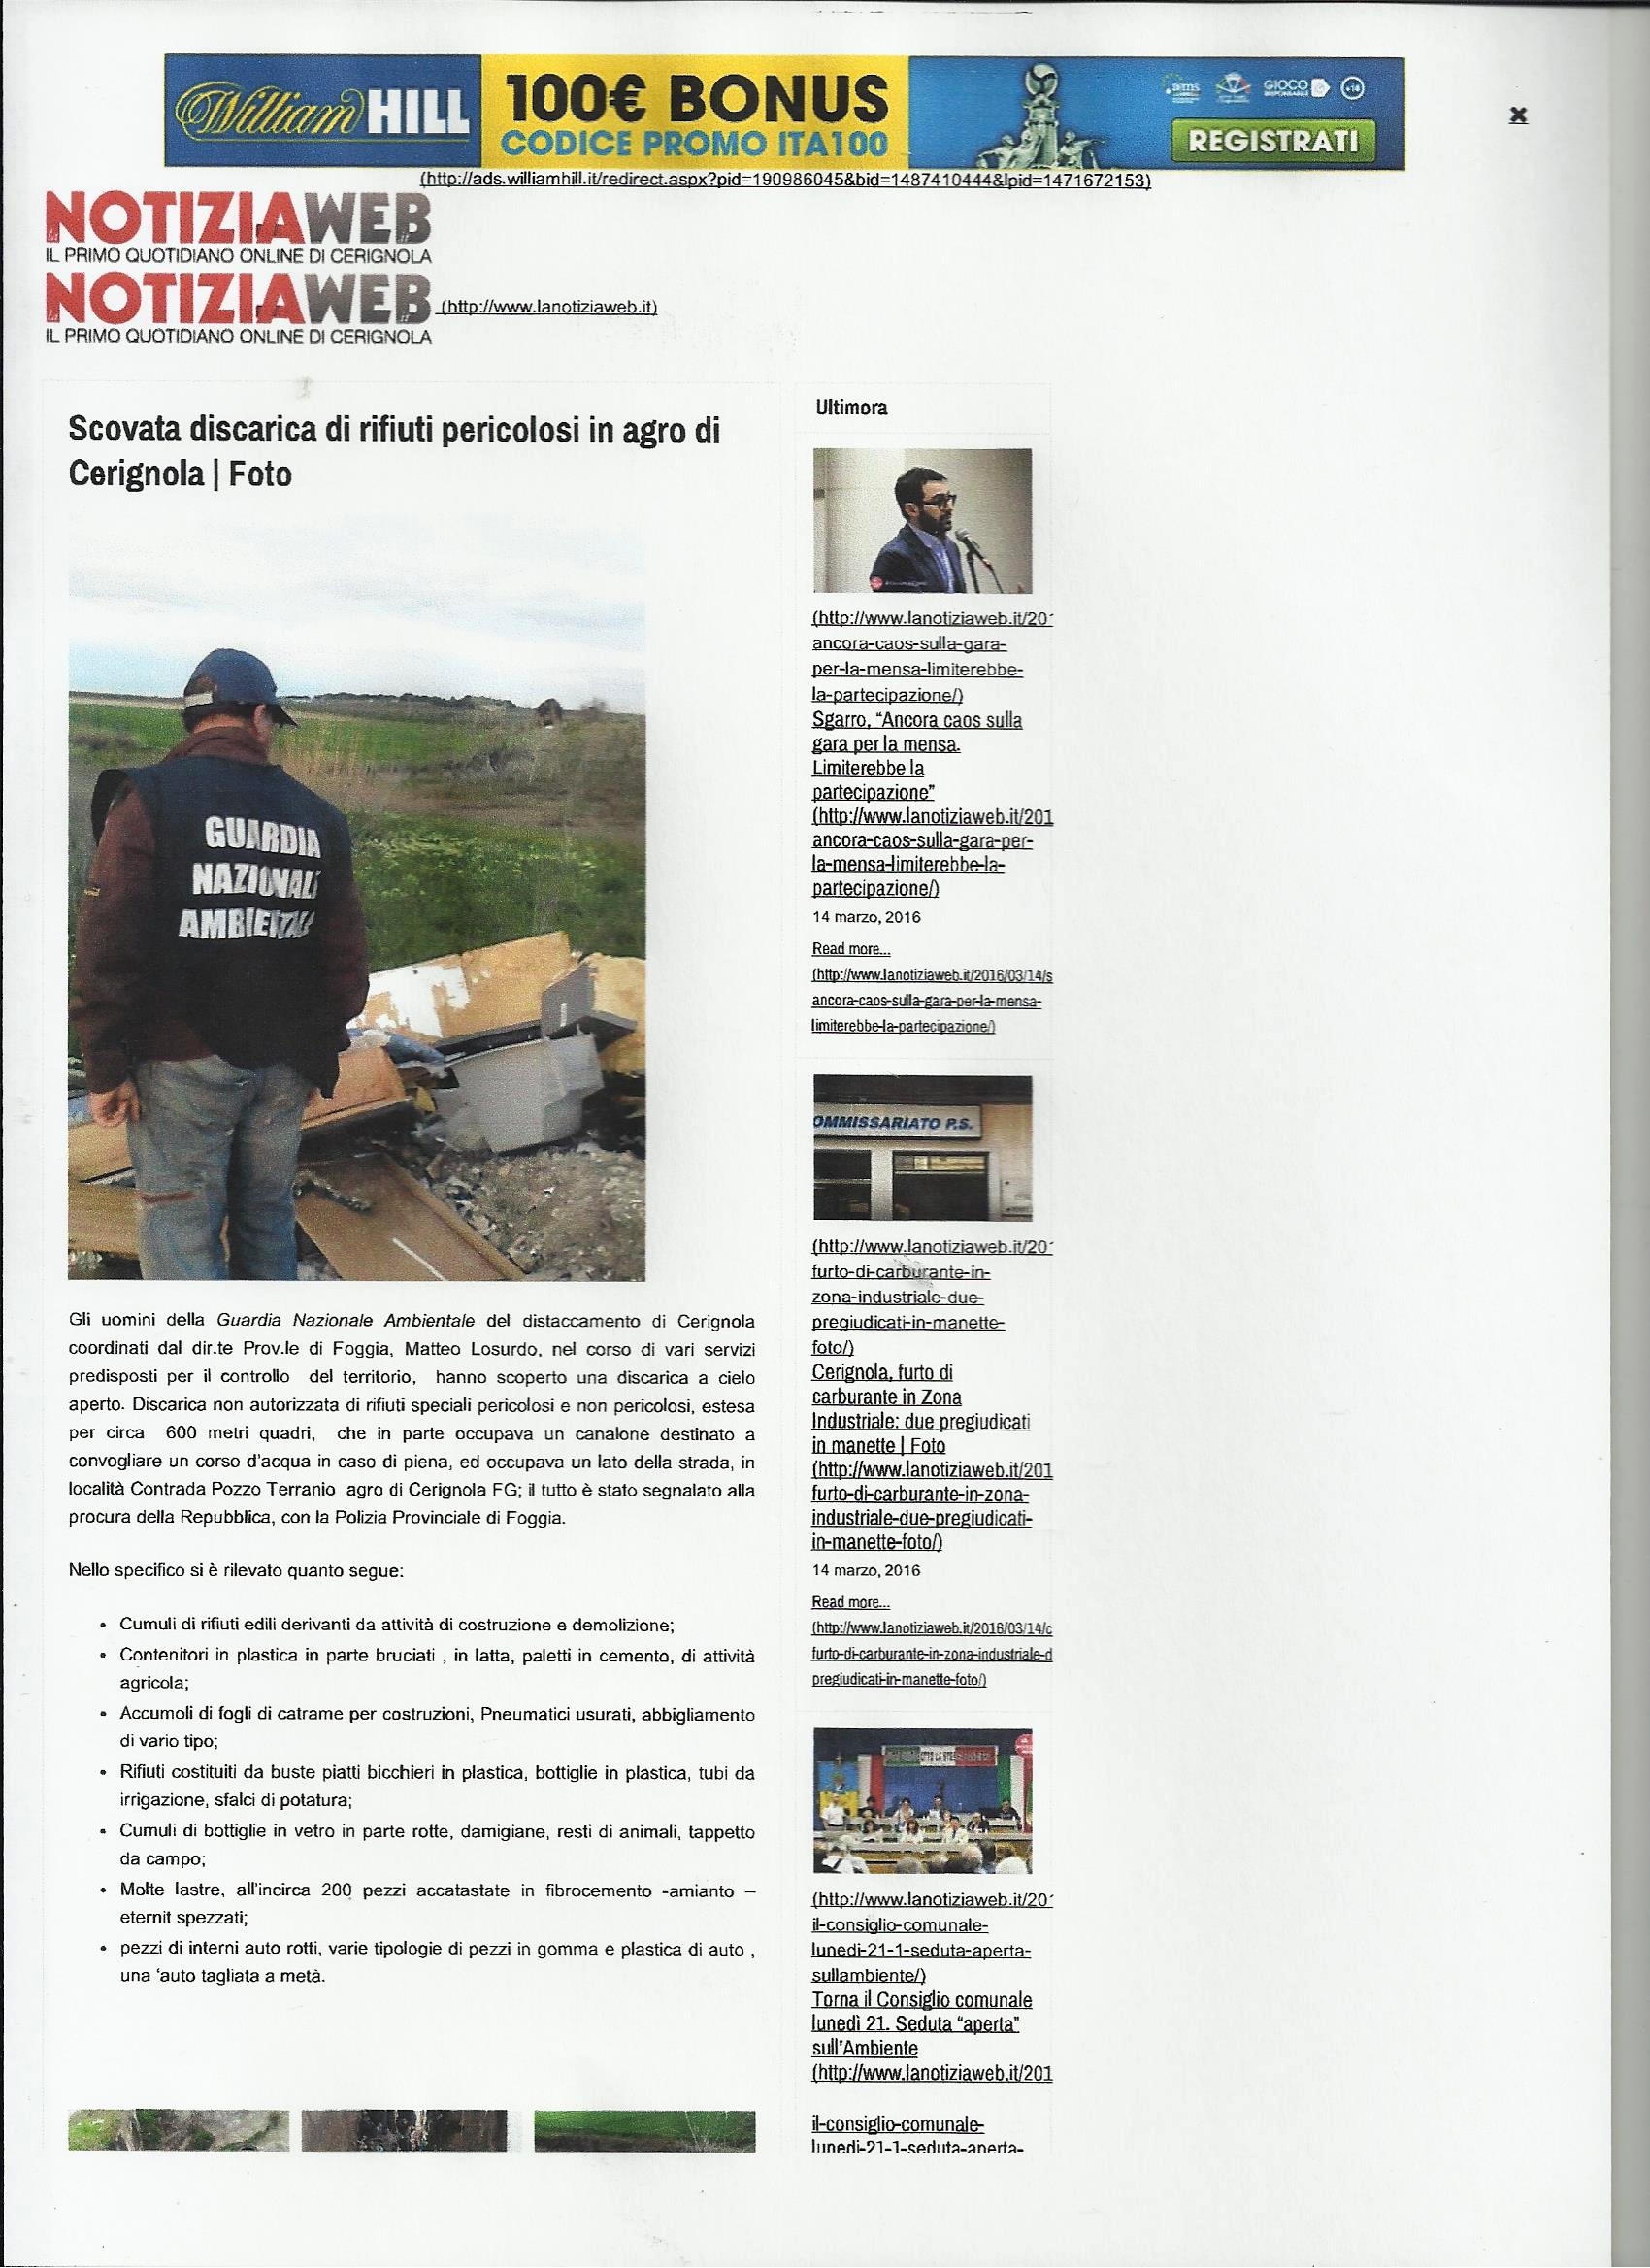 William HILL
100€ BONUS
CODICE PROMO ITA100
GIOCO
RESPONSABILE
+18
REGISTRATI
(http://ads.williamhill.it/redirect.aspx?pid=190986045&bid=1487410444&lpid=1471672153)
la NOTIZIAWEB.it
IL PRIMO QUOTIDIANO ONLINE DI CERIGNOLA
la NOTIZIAWEB.it (http://www.lanotiziaweb.it)
IL PRIMO QUOTIDIANO ONLINE DI CERIGNOLA
Scovata discarica di rifiuti pericolosi in agro di
Cerignola | Foto
GUARDIA
NAZIONALE
AMBIENTALE
Gli uomini della Guardia Nazionale Ambientale del distaccamento di Cerignola
coordinati dal dir.te Prov.le di Foggia, Matteo Losurdo, nel corso di vari servizi
predisposti per il controllo del territorio, hanno scoperto una discarica a cielo
aperto. Discarica non autorizzata di rifiuti speciali pericolosi e non pericolosi, estesa
per circa 600 metri quadri, che in parte occupava un canalone destinato a
convogliare un corso d'acqua in caso di piena, ed occupava un lato della strada, in
località Contrada Pozzo Terranio agro di Cerignola FG; il tutto è stato segnalato alla
procura della Repubblica, con la Polizia Provinciale di Foggia.
Nello specifico si è rilevato quanto segue:
• Cumuli di rifiuti edili derivanti da attività di costruzione e demolizione;
• Contenitori in plastica in parte bruciati , in latta, paletti in cemento, di attività
agricola;
• Accumoli di fogli di catrame per costruzioni, Pneumatici usurati, abbigliamento
di vario tipo;
• Rifiuti costituiti da buste piatti bicchieri in plastica, bottiglie in plastica, tubi da
irrigazione, sfalci di potatura;
• Cumuli di bottiglie in vetro in parte rotte, damigiane, resti di animali, tappetto
da campo;
• Molte lastre, all'incirca 200 pezzi accatastate in fibrocemento -amianto –
eternit spezzati;
• pezzi di interni auto rotti, varie tipologie di pezzi in gomma e plastica di auto ,
una 'auto tagliata a metà.
Ultimora
(http://www.lanotiziaweb.it/201
ancora-caos-sulla-gara-
per-la-mensa-limiterebbe-
la-partecipazione/)
Sgarro, “Ancora caos sulla
gara per la mensa.
Limiterebbe la
partecipazione”
(http://www.lanotiziaweb.it/201
ancora-caos-sulla-gara-per-
la-mensa-limiterebbe-la-
partecipazione/)
14 marzo, 2016
Read more...
(http://www.lanotiziaweb.it/2016/03/14/s
ancora-caos-sulla-gara-per-la-mensa-
limiterebbe-la-partecipazione/)
OMMISSARIATO P.S.
(http://www.lanotiziaweb.it/201
furto-di-carburante-in-
zona-industriale-due-
pregiudicati-in-manette-
foto/)
Cerignola, furto di
carburante in Zona
Industriale: due pregiudicati
in manette | Foto
(http://www.lanotiziaweb.it/201
furto-di-carburante-in-zona-
industriale-due-pregiudicati-
in-manette-foto/)
14 marzo, 2016
Read more...
(http://www.lanotiziaweb.it/2016/03/14/c
furto-di-carburante-in-zona-industriale-d
pregiudicati-in-manette-foto/)
(http://www.lanotiziaweb.it/201
il-consiglio-comunale-
lunedi-21-1-seduta-aperta-
sullambiente/)
Torna il Consiglio comunale
lunedì 21. Seduta “aperta”
sull'Ambiente
(http://www.lanotiziaweb.it/201
il-consiglio-comunale-
lunedi-21-1-seduta-aperta-